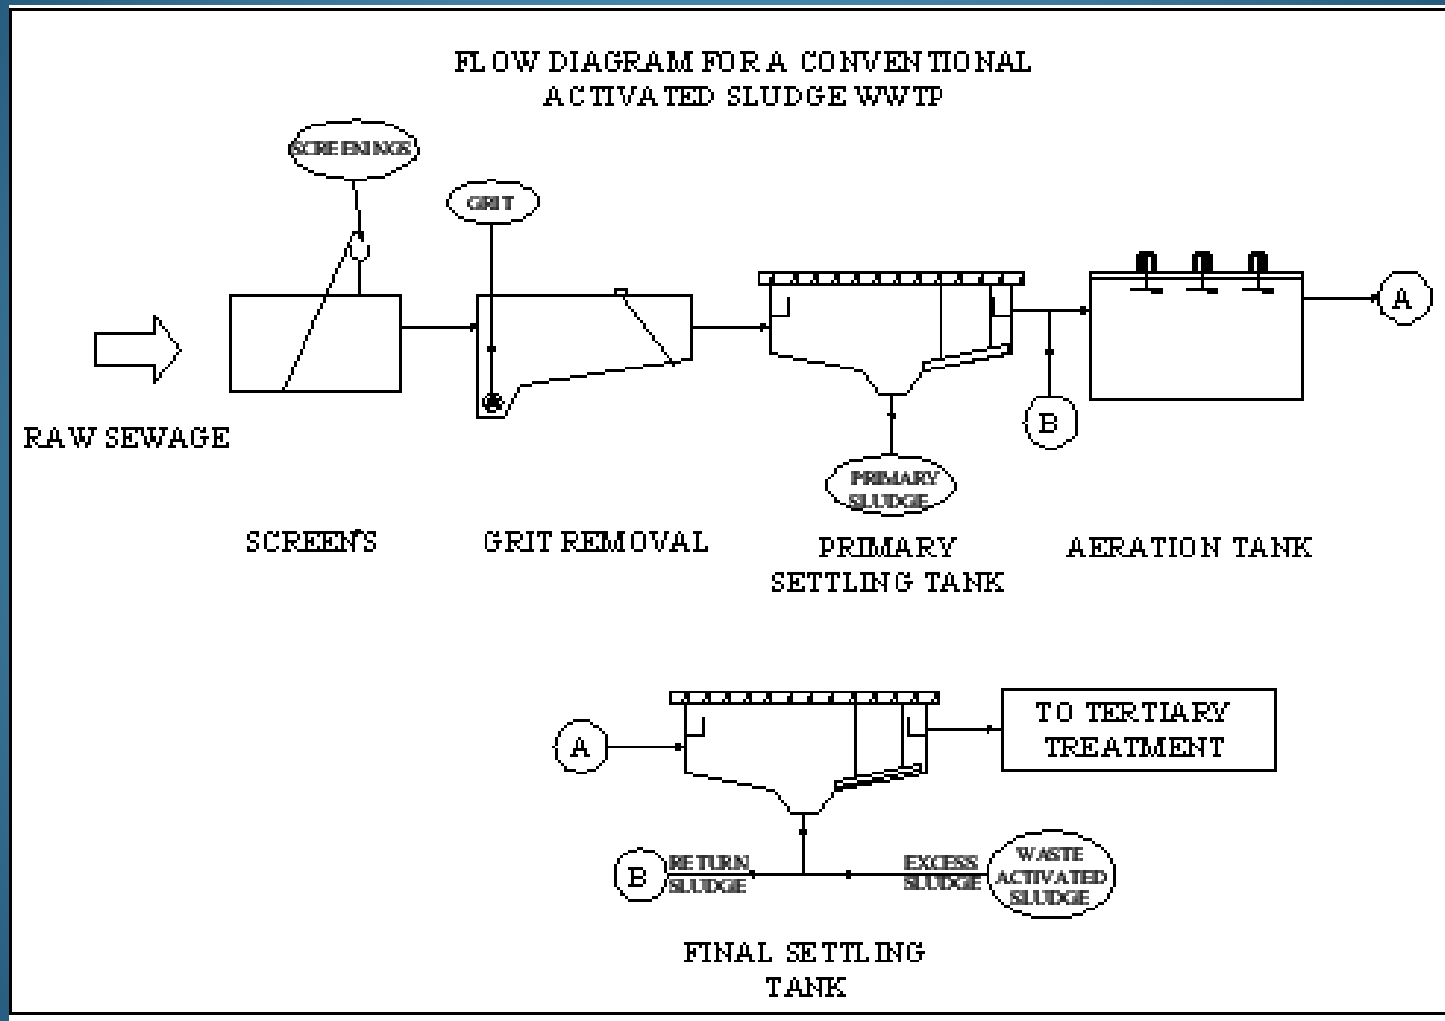 FLOW DIAGRAM FOR A CONVENTIONAL
ACTIVATED SLUDGE WWTP
SCREENINGS
GRIT
A
B
RAW SEWAGE
PRIMARY
SLUDGE
SCREEN'S
GRIT REMOVAL
PRIMARY
SETTLING TANK
AERATION TANK
TO TERTIARY
TREATMENT
A
B
RETURN
SLUDGE
EXCESS
SLUDGE
WASTE
ACTIVATED
SLUDGE
FINAL SETTLING
TANK